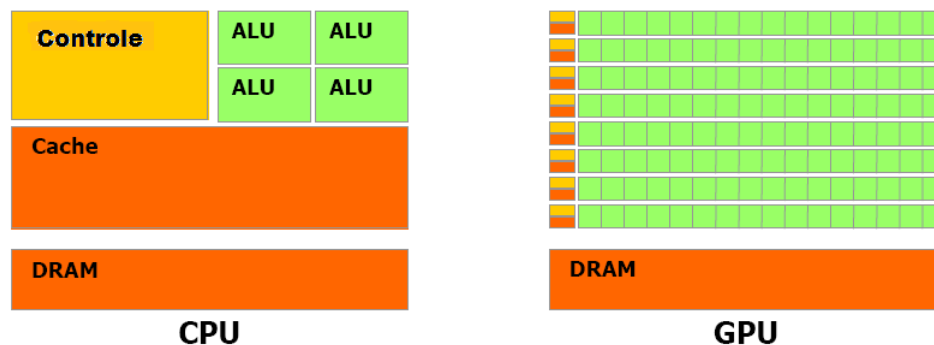 Controle
ALU ALU
ALU ALU
Cache
DRAM
CPU
DRAM
GPU